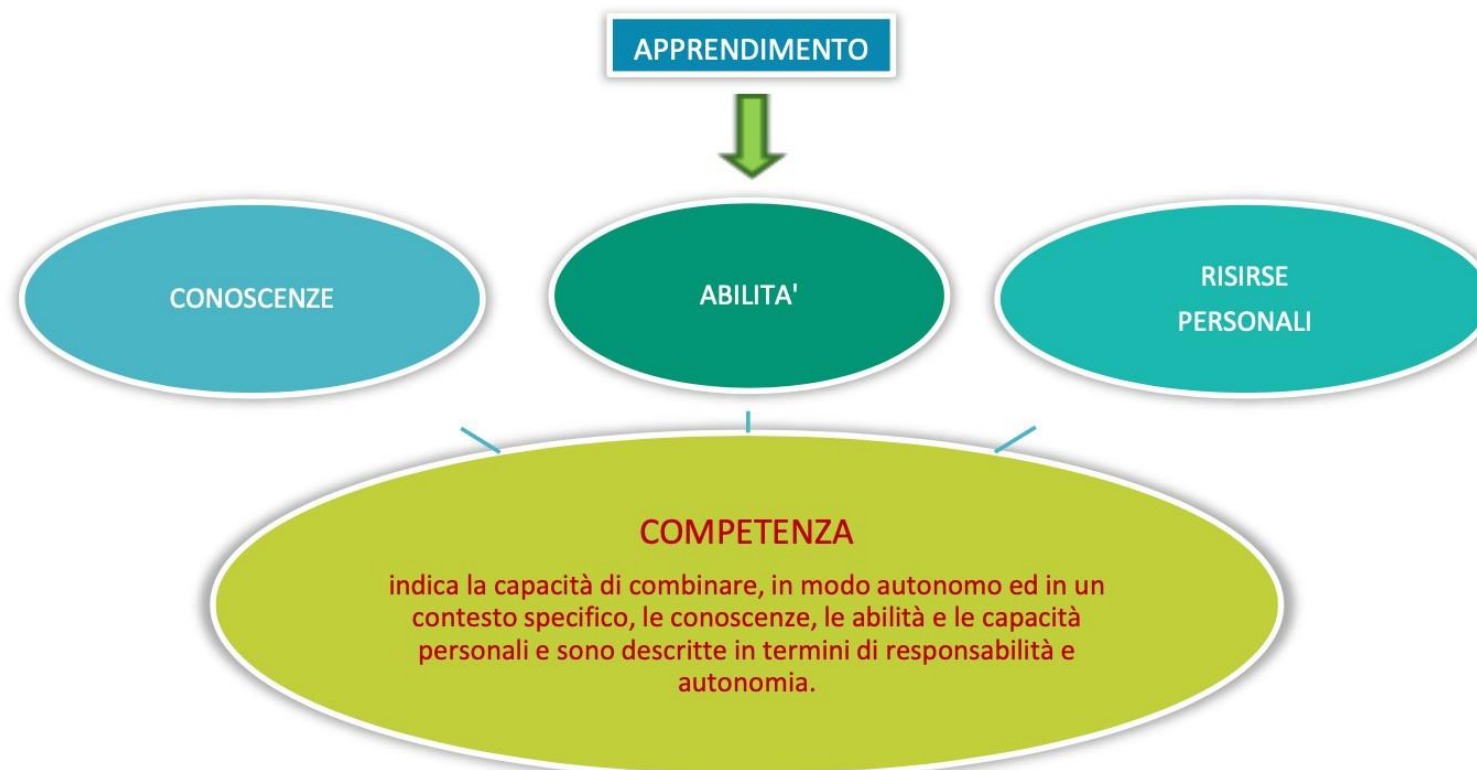 APPRENDIMENTO
CONOSCENZE
ABILITA'
RISIRSE
PERSONALI
COMPETENZA
indica la capacità di combinare, in modo autonomo ed in un
contesto specifico, le conoscenze, le abilità e le capacità
personali e sono descritte in termini di responsabilità e
autonomia.